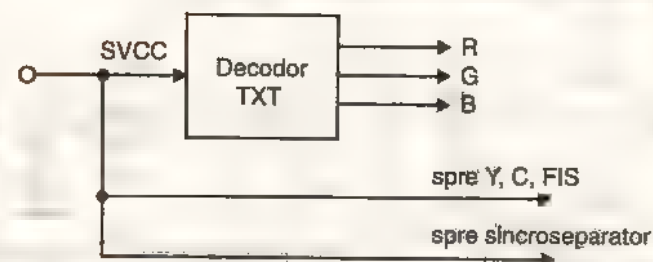 SVCC
Decodor
TXT
R
G
B
spre Y, C, FIS
spre sincroseparator